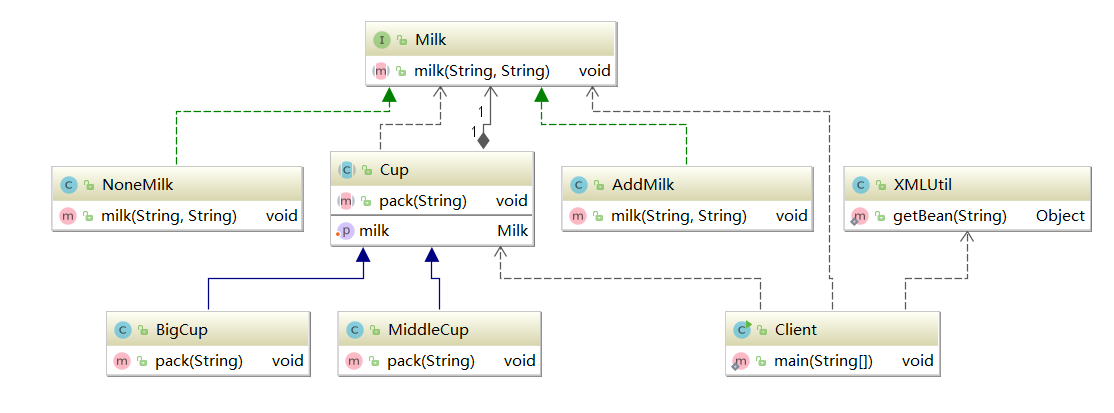 I Milk
m milk(String, String) void
1
1
C NoneMilk
m milk(String, String) void
C Cup
m pack(String) void
p milk Milk
C AddMilk
m milk(String, String) void
C XMLUtil
m getBean(String) Object
C BigCup
m pack(String) void
C MiddleCup
m pack(String) void
C Client
m main(String[]) void